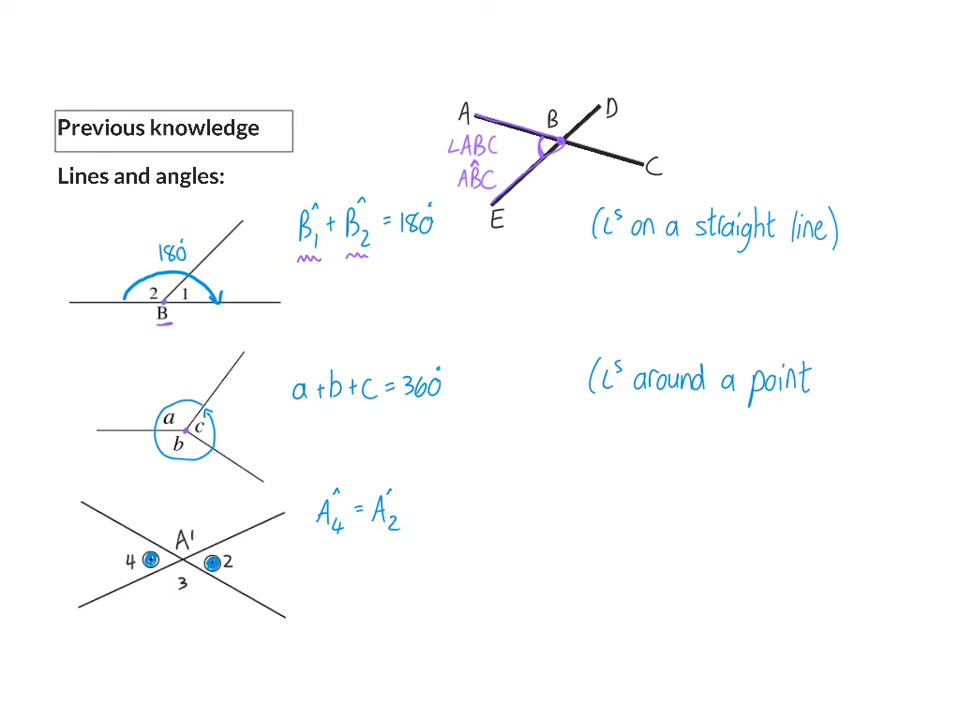 Previous knowledge
Lines and angles:
A B D
∠ABC
AB̂C
E C
B̂₁ + B̂₂ = 180°
(∠s on a straight line)
180°
2 1
B
a + b + c = 360°
(∠s around a point
a
b
c
Â₄ = Â₂
A 1
4 2
3